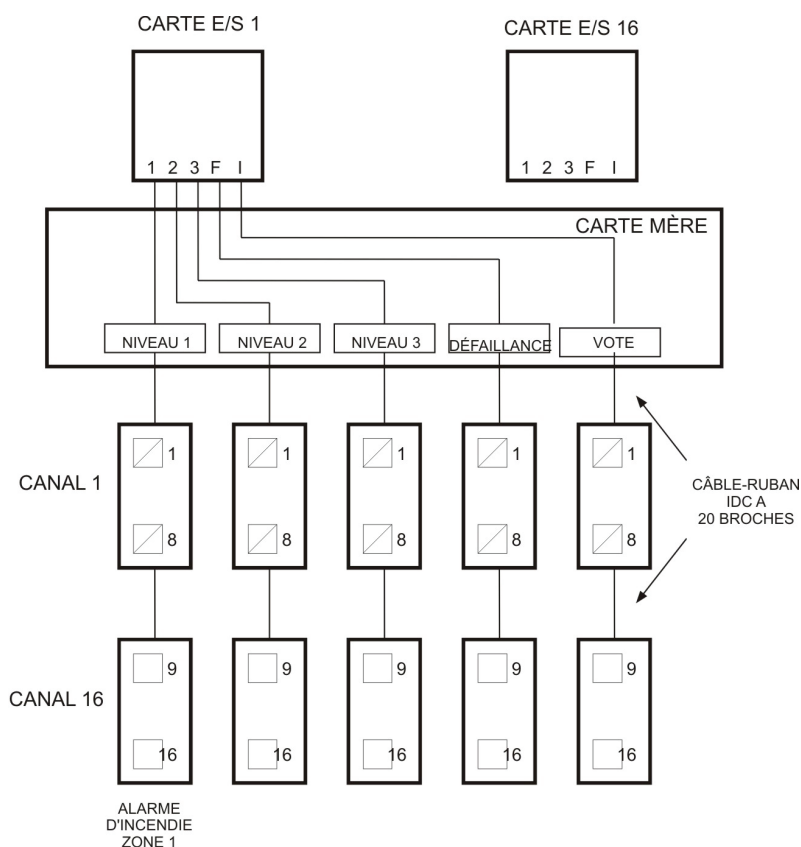 CARTE E/S 1
CARTE E/S 16
1 2 3 F I
1 2 3 F I
CARTE MÈRE
NIVEAU 1
NIVEAU 2
NIVEAU 3
DÉFAILLANCE
VOTE
CANAL 1
1
1
1
1
1
8
8
8
8
8
CÂBLE-RUBAN
IDC A
20 BROCHES
CANAL 16
9
9
9
9
9
16
16
16
16
16
ALARME
D'INCENDIE
ZONE 1